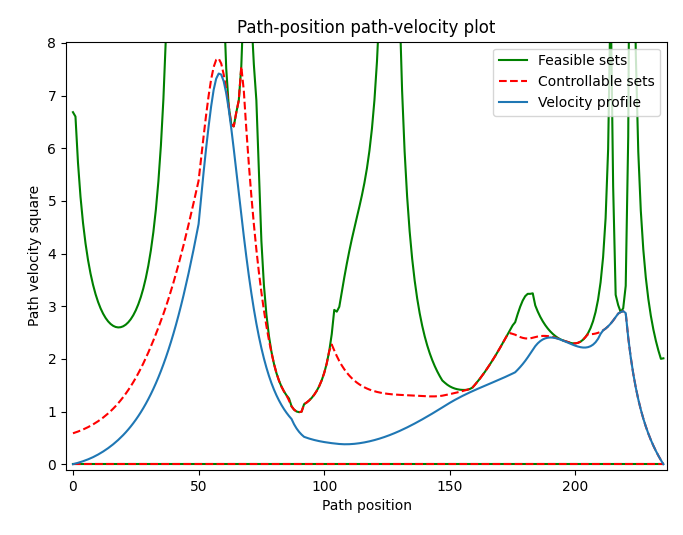 Path-position path-velocity plot
Feasible sets
Controllable sets
Velocity profile
Path velocity square
8
7
6
5
4
3
2
1
0
0 50 100 150 200
Path position